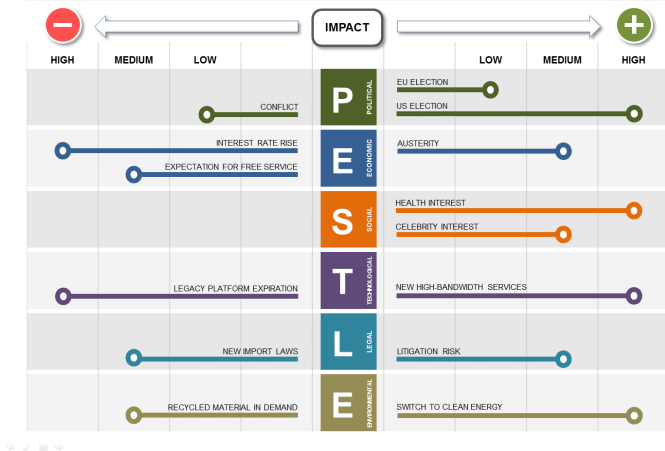 IMPACT
HIGH MEDIUM LOW LOW MEDIUM HIGH
EU ELECTION
CONFLICT P POLITICAL US ELECTION
INTEREST RATE RISE E ECONOMIC AUSTERITY
EXPECTATION FOR FREE SERVICE
HEALTH INTEREST
S SOCIAL
CELEBRITY INTEREST
LEGACY PLATFORM EXPIRATION T TECHNOLOGICAL NEW HIGH-BANDWIDTH SERVICES
NEW IMPORT LAWS L LEGAL LITIGATION RISK
RECYCLED MATERIAL IN DEMAND E ENVIRONMENTAL SWITCH TO CLEAN ENERGY